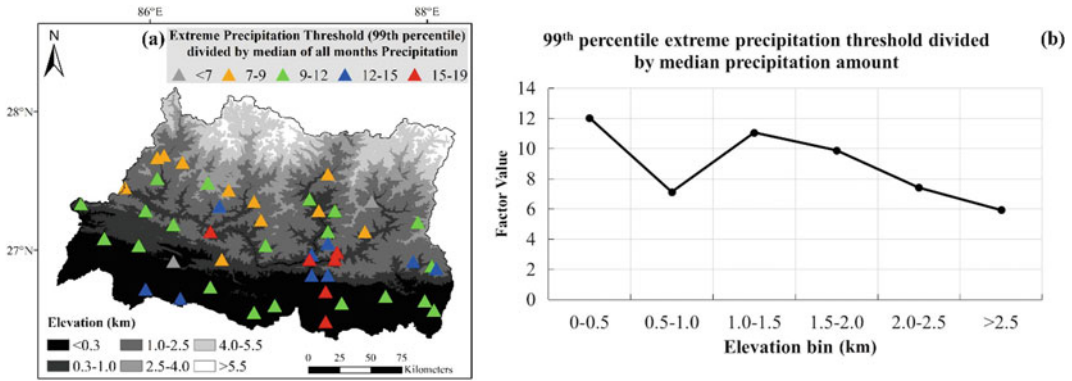 86°E
88°E
N
(a)
Extreme Precipitation Threshold (99th percentile)
divided by median of all months Precipitation
<7
7-9
9-12
12-15
15-19
28°N
27°N
Elevation (km)
<0.3
1.0-2.5
4.0-5.5
0.3-1.0
2.5-4.0
>5.5
0
25
50
75
Kilometers
99th percentile extreme precipitation threshold divided
by median precipitation amount
(b)
14
12
10
8
6
4
2
0
Factor Value
0-0.5
0.5-1.0
1.0-1.5
1.5-2.0
2.0-2.5
>2.5
Elevation bin (km)